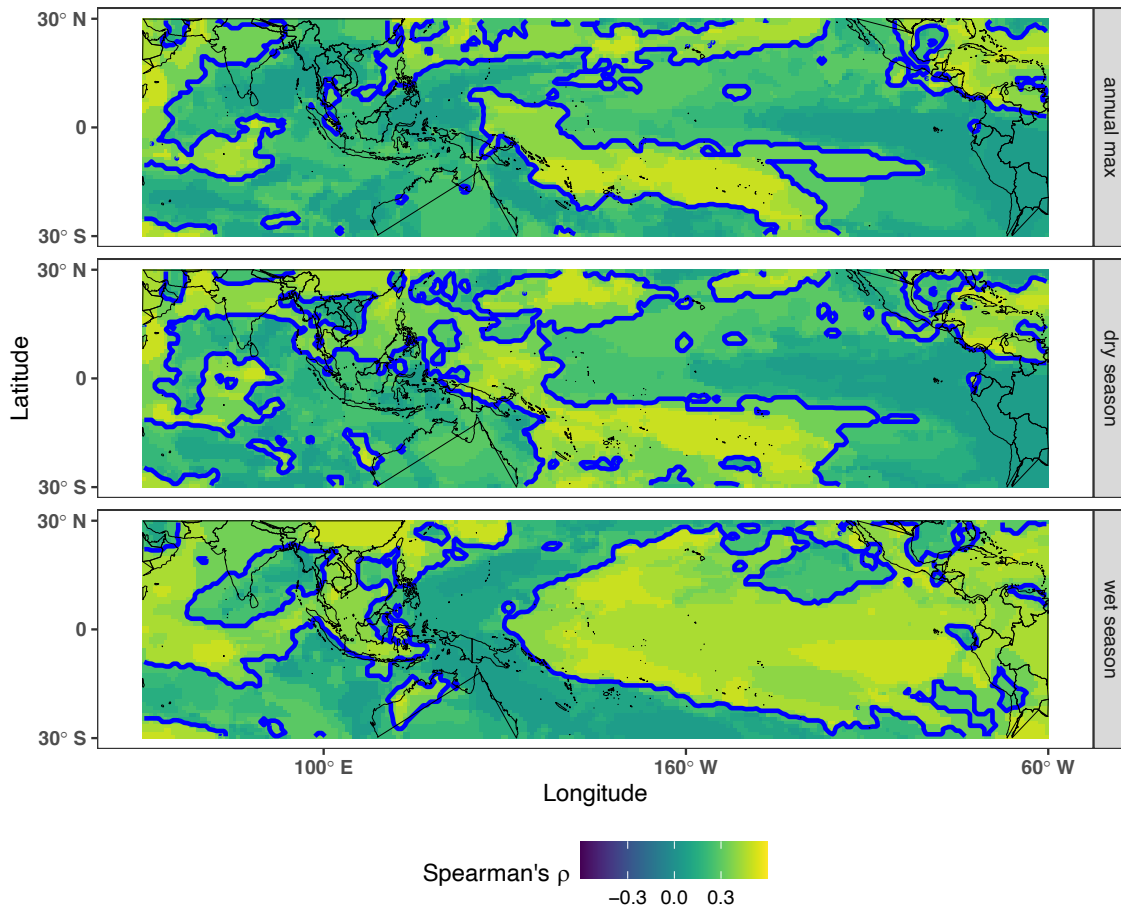 30° N
0
30° S
annual max
30° N
0
30° S
dry season
30° N
0
30° S
wet season
Latitude
100° E
160° W
60° W
Longitude
Spearman's ρ
−0.3
0.0
0.3